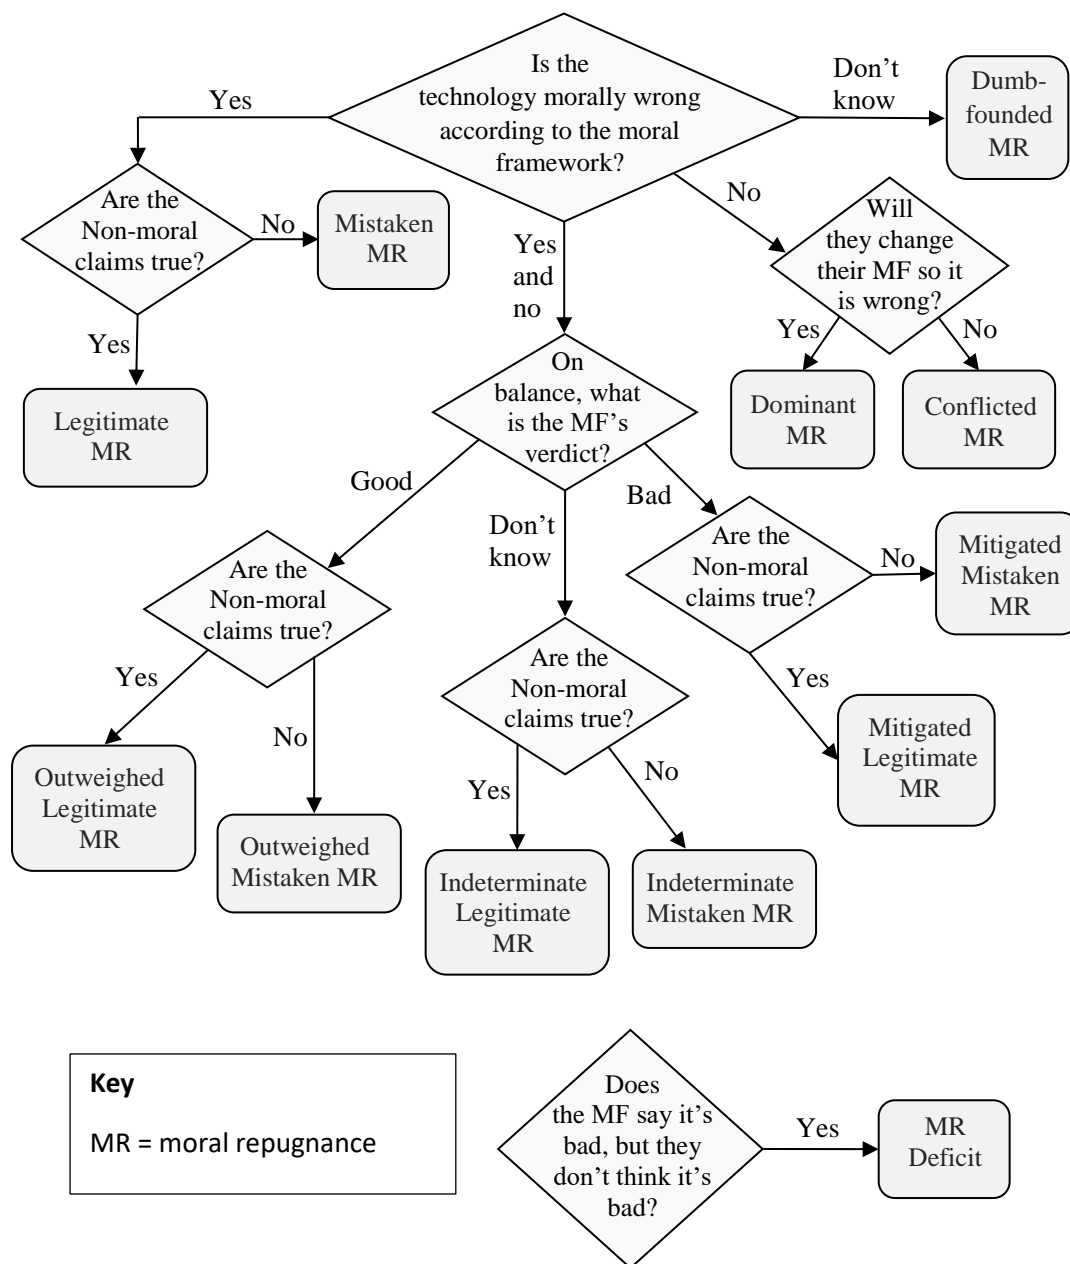 Is the
technology morally wrong
according to the moral
framework?
Yes
Don't
know
Dumb-
founded
MR
Are the
Non-moral
claims true?
No
Mistaken
MR
Yes
Legitimate
MR
Yes
and
no
No
Will
they change
their MF so it
is wrong?
Yes
No
Dominant
MR
Conflicted
MR
On
balance, what
is the MF's
verdict?
Good
Don't
know
Bad
Are the
Non-moral
claims true?
No
Mitigated
Mistaken
MR
Yes
Mitigated
Legitimate
MR
Are the
Non-moral
claims true?
Yes
No
Outweighed
Legitimate
MR
Outweighed
Mistaken MR
Are the
Non-moral
claims true?
Yes
No
Indeterminate
Legitimate
MR
Indeterminate
Mistaken MR
Key
MR = moral repugnance
Does
the MF say it's
bad, but they
don't think it's
bad?
Yes
MR
Deficit